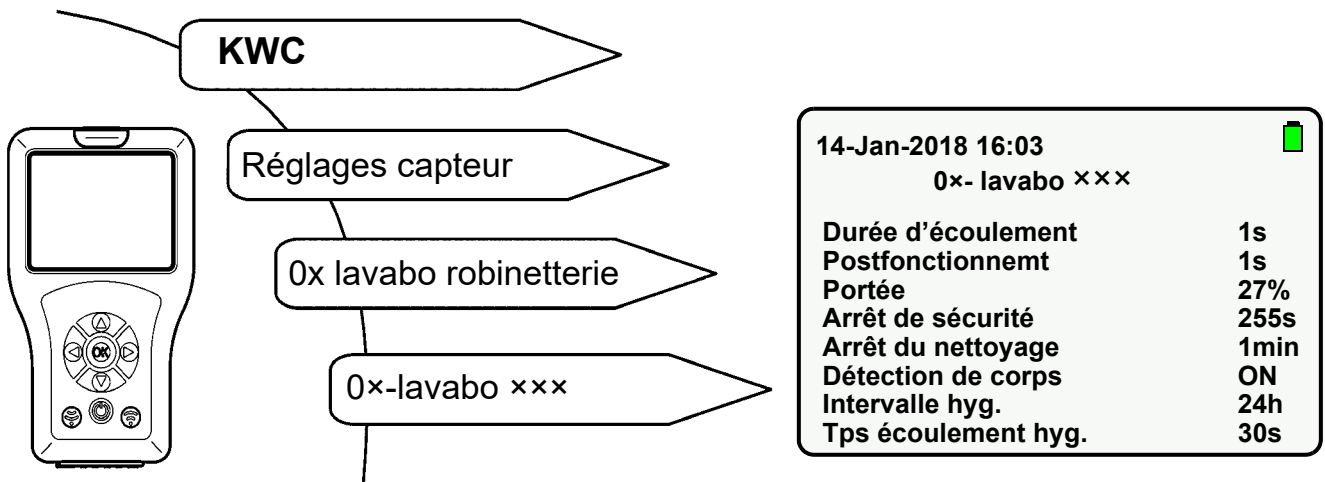 KWC
Réglages capteur
0x lavabo robinetterie
0×-lavabo ×××
OK
14-Jan-2018 16:03
0×- lavabo ×××
Durée d'écoulement 1s
Postfonctionnemt 1s
Portée 27%
Arrêt de sécurité 255s
Arrêt du nettoyage 1min
Détection de corps ON
Intervalle hyg. 24h
Tps écoulement hyg. 30s